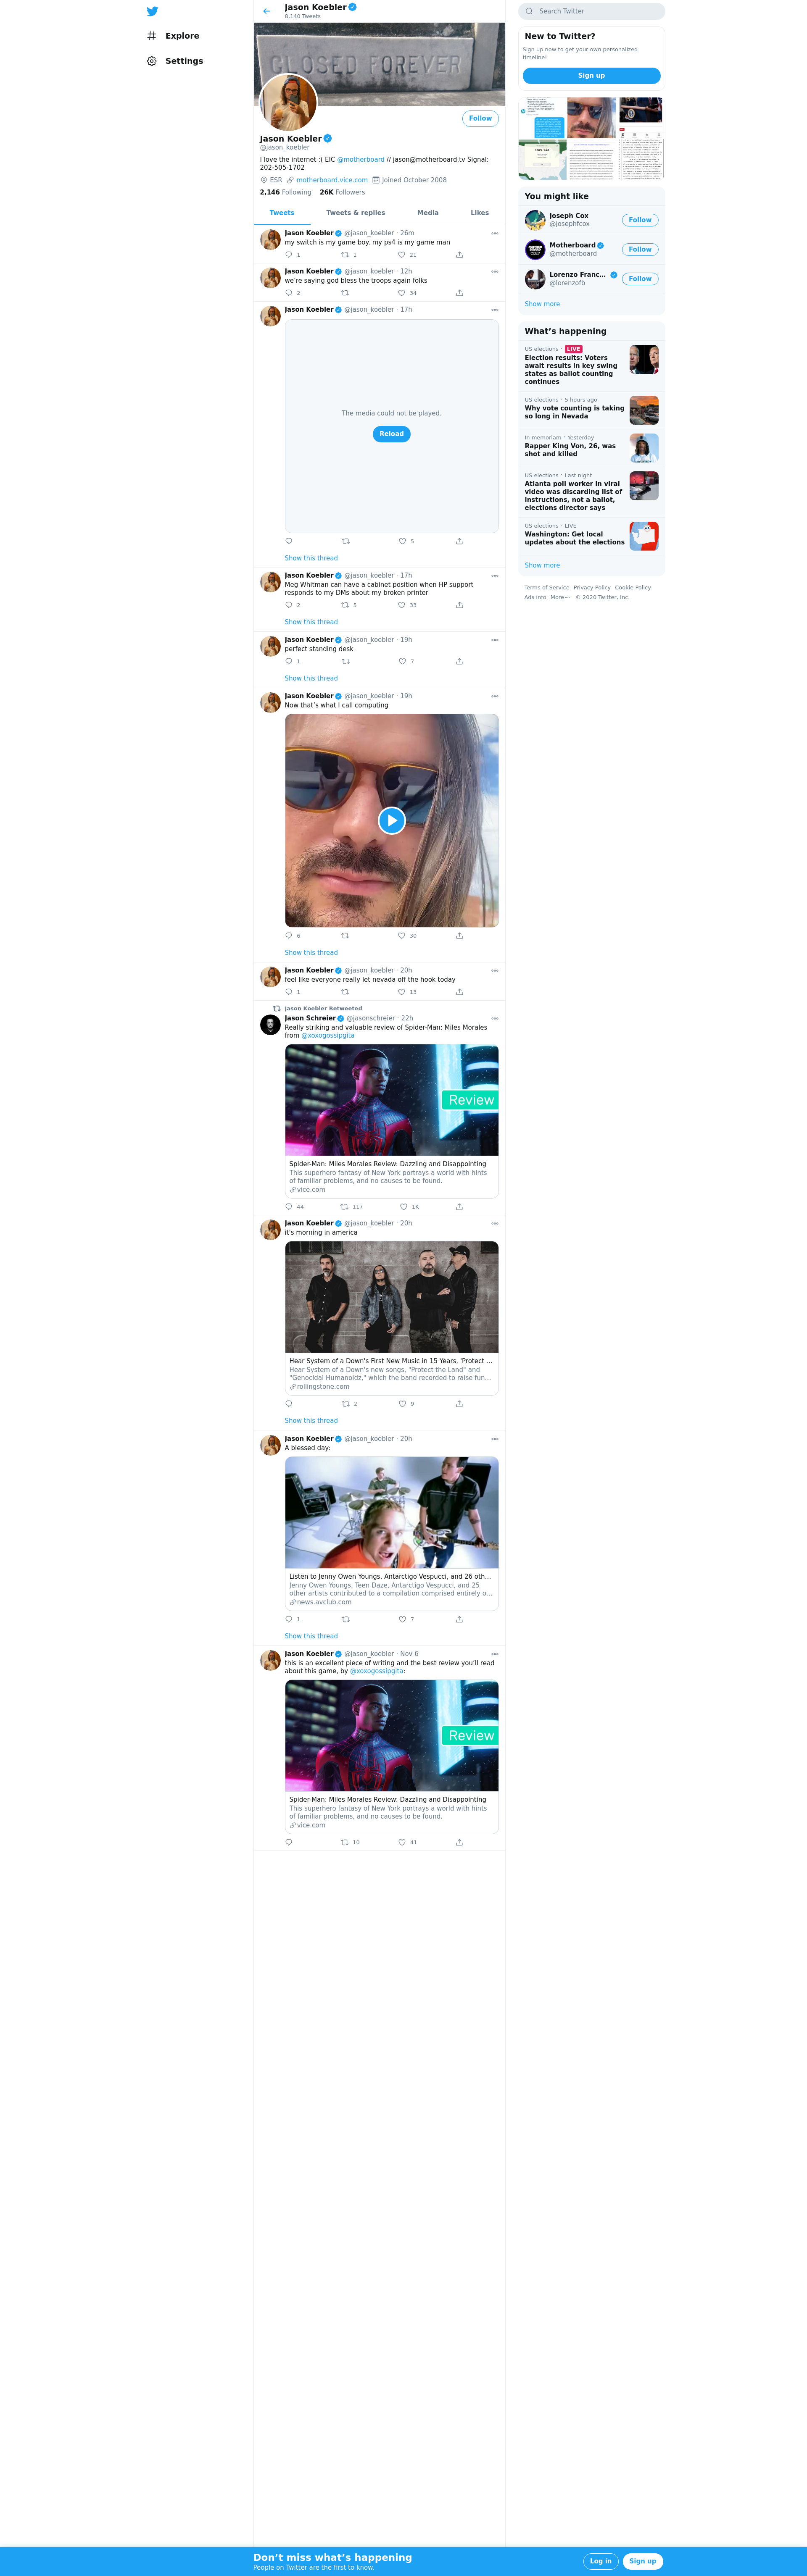 Explore
Settings
Jason Koebler
8,140 Tweets
CLOSED FOREVER
Follow
Jason Koebler
@jason_koebler
I love the internet :( EIC @motherboard // jason@motherboard.tv Signal:
202-505-1702
ESR motherboard.vice.com Joined October 2008
2,146 Following 26K Followers
Tweets Tweets & replies Media Likes
Jason Koebler @jason_koebler · 26m
my switch is my game boy. my ps4 is my game man
1 1 21
Jason Koebler @jason_koebler · 12h
we’re saying god bless the troops again folks
2 34
Jason Koebler @jason_koebler · 17h
The media could not be played.
Reload
5
Show this thread
Jason Koebler @jason_koebler · 17h
Meg Whitman can have a cabinet position when HP support
responds to my DMs about my broken printer
2 5 33
Show this thread
Jason Koebler @jason_koebler · 19h
perfect standing desk
1 7
Show this thread
Jason Koebler @jason_koebler · 19h
Now that’s what I call computing
6 30
Show this thread
Jason Koebler @jason_koebler · 20h
feel like everyone really let nevada off the hook today
1 13
Jason Koebler Retweeted
Jason Schreier @jasonschreier · 22h
Really striking and valuable review of Spider-Man: Miles Morales
from @xoxogossipgita
Review
Spider-Man: Miles Morales Review: Dazzling and Disappointing
This superhero fantasy of New York portrays a world with hints
of familiar problems, and no causes to be found.
vice.com
44 117 1K
Jason Koebler @jason_koebler · 20h
it's morning in america
Hear System of a Down's First New Music in 15 Years, 'Protect ...
Hear System of a Down's new songs, "Protect the Land" and
"Genocidal Humanoidz," which the band recorded to raise fun...
rollingstone.com
2 9
Show this thread
Jason Koebler @jason_koebler · 20h
A blessed day:
Listen to Jenny Owen Youngs, Antarctigo Vespucci, and 26 oth...
Jenny Owen Youngs, Teen Daze, Antarctigo Vespucci, and 25
other artists contributed to a compilation comprised entirely o...
news.avclub.com
1 7
Show this thread
Jason Koebler @jason_koebler · Nov 6
this is an excellent piece of writing and the best review you’ll read
about this game, by @xoxogossipgita:
Review
Spider-Man: Miles Morales Review: Dazzling and Disappointing
This superhero fantasy of New York portrays a world with hints
of familiar problems, and no causes to be found.
vice.com
10 41
Search Twitter
New to Twitter?
Sign up now to get your own personalized
timeline!
Sign up
You might like
Joseph Cox
@josephfcox
Follow
Motherboard
@motherboard
Follow
Lorenzo Franc...
@lorenzofb
Follow
Show more
What’s happening
US elections · LIVE
Election results: Voters
await results in key swing
states as ballot counting
continues
US elections · 5 hours ago
Why vote counting is taking
so long in Nevada
In memoriam · Yesterday
Rapper King Von, 26, was
shot and killed
US elections · Last night
Atlanta poll worker in viral
video was discarding list of
instructions, not a ballot,
elections director says
US elections · LIVE
Washington: Get local
updates about the elections
Show more
Terms of Service Privacy Policy Cookie Policy
Ads info More ··· © 2020 Twitter, Inc.
Don’t miss what’s happening
People on Twitter are the first to know.
Log in Sign up